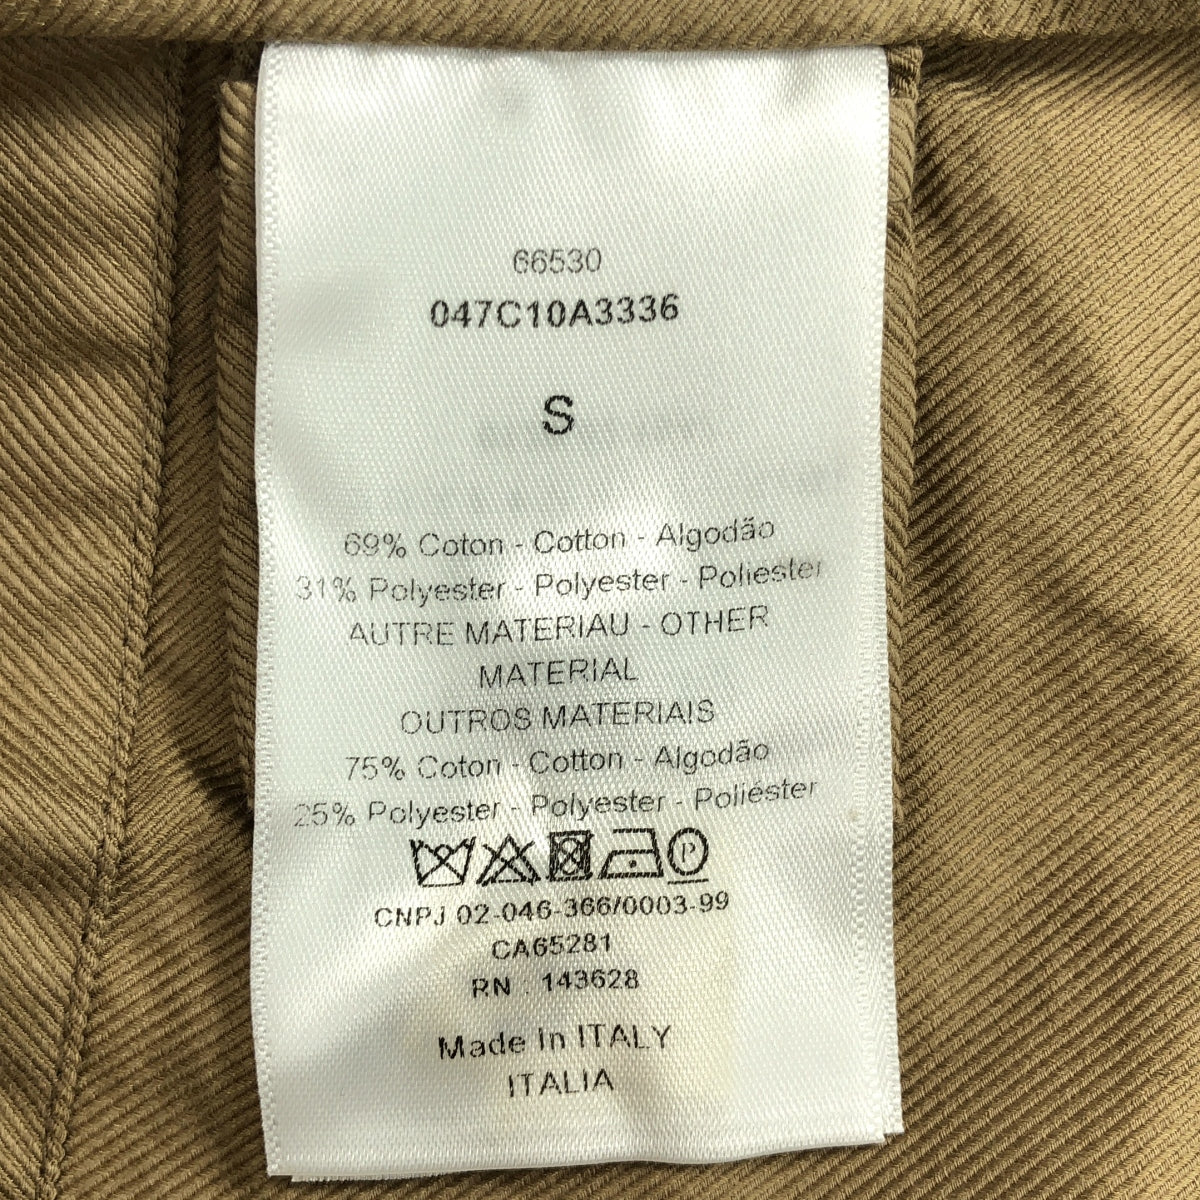 66530
047C10A3336
S
69% Coton - Cotton - Algodão
31% Polyester - Polyester - Poliester
AUTRE MATERIAU - OTHER
MATERIAL
OUTROS MATERIAIS
75% Coton - Cotton - Algodão
25% Polyester - Polyester - Poliéster
P
CNPJ 02-046-366/0003-99
CA65281
RN : 143628
Made in ITALY
ITALIA